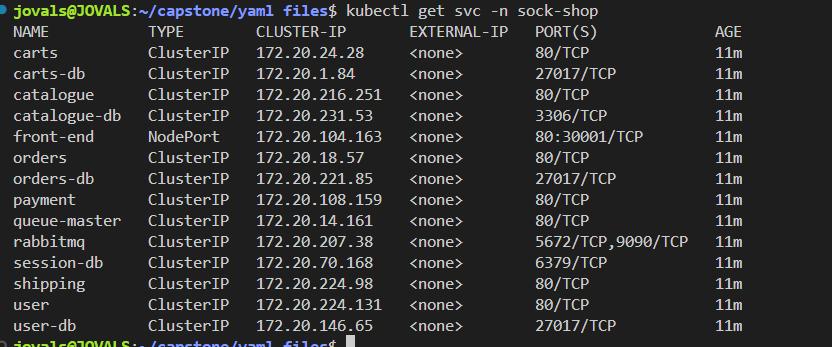 jovals@JOVALS:~/capstone/yaml files$ kubectl get svc -n sock-shop
NAME TYPE CLUSTER-IP EXTERNAL-IP PORT(S) AGE
carts ClusterIP 172.20.24.28 <none> 80/TCP 11m
carts-db ClusterIP 172.20.1.84 <none> 27017/TCP 11m
catalogue ClusterIP 172.20.216.251 <none> 80/TCP 11m
catalogue-db ClusterIP 172.20.231.53 <none> 3306/TCP 11m
front-end NodePort 172.20.104.163 <none> 80:30001/TCP 11m
orders ClusterIP 172.20.18.57 <none> 80/TCP 11m
orders-db ClusterIP 172.20.221.85 <none> 27017/TCP 11m
payment ClusterIP 172.20.108.159 <none> 80/TCP 11m
queue-master ClusterIP 172.20.14.161 <none> 80/TCP 11m
rabbitmq ClusterIP 172.20.207.38 <none> 5672/TCP,9090/TCP 11m
session-db ClusterIP 172.20.70.168 <none> 6379/TCP 11m
shipping ClusterIP 172.20.224.98 <none> 80/TCP 11m
user ClusterIP 172.20.224.131 <none> 80/TCP 11m
user-db ClusterIP 172.20.146.65 <none> 27017/TCP 11m
jovals@JOVALS:~/capstone/yaml files$